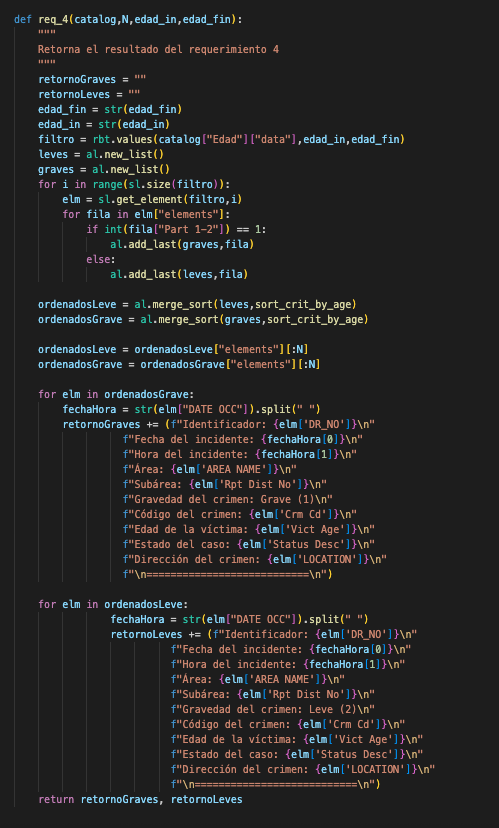 def req_4(catalog,N,edad_in,edad_fin):
    """
    Retorna el resultado del requerimiento 4
    """
    retornoGraves = ""
    retornoLeves = ""
    edad_fin = str(edad_fin)
    edad_in = str(edad_in)
    filtro = rbt.values(catalog["Edad"]["data"],edad_in,edad_fin)
    leves = al.new_list()
    graves = al.new_list()
    for i in range(sl.size(filtro)):
        elm = sl.get_element(filtro,i)
        for fila in elm["elements"]:
            if int(fila["Part 1-2"]) == 1:
                al.add_last(graves,fila)
            else:
                al.add_last(leves,fila)

    ordenadosLeve = al.merge_sort(leves,sort_crit_by_age)
    ordenadosGrave = al.merge_sort(graves,sort_crit_by_age)

    ordenadosLeve = ordenadosLeve["elements"][:N]
    ordenadosGrave = ordenadosGrave["elements"][:N]

    for elm in ordenadosGrave:
        fechaHora = str(elm["DATE OCC"]).split(" ")
        retornoGraves += (f"Identificador: {elm['DR_NO']}\n"
                  f"Fecha del incidente: {fechaHora[0]}\n"
                  f"Hora del incidente: {fechaHora[1]}\n"
                  f"Área: {elm['AREA NAME']}\n"
                  f"Subárea: {elm['Rpt Dist No']}\n"
                  f"Gravedad del crimen: Grave (1)\n"
                  f"Código del crimen: {elm['Crm Cd']}\n"
                  f"Edad de la víctima: {elm['Vict Age']}\n"
                  f"Estado del caso: {elm['Status Desc']}\n"
                  f"Dirección del crimen: {elm['LOCATION']}\n"
                  f"\n===========================\n")

    for elm in ordenadosLeve:
                fechaHora = str(elm["DATE OCC"]).split(" ")
                retornoLeves += (f"Identificador: {elm['DR_NO']}\n"
                          f"Fecha del incidente: {fechaHora[0]}\n"
                          f"Hora del incidente: {fechaHora[1]}\n"
                          f"Área: {elm['AREA NAME']}\n"
                          f"Subárea: {elm['Rpt Dist No']}\n"
                          f"Gravedad del crimen: Leve (2)\n"
                          f"Código del crimen: {elm['Crm Cd']}\n"
                          f"Edad de la víctima: {elm['Vict Age']}\n"
                          f"Estado del caso: {elm['Status Desc']}\n"
                          f"Dirección del crimen: {elm['LOCATION']}\n"
                          f"\n===========================\n")
    return retornoGraves, retornoLeves